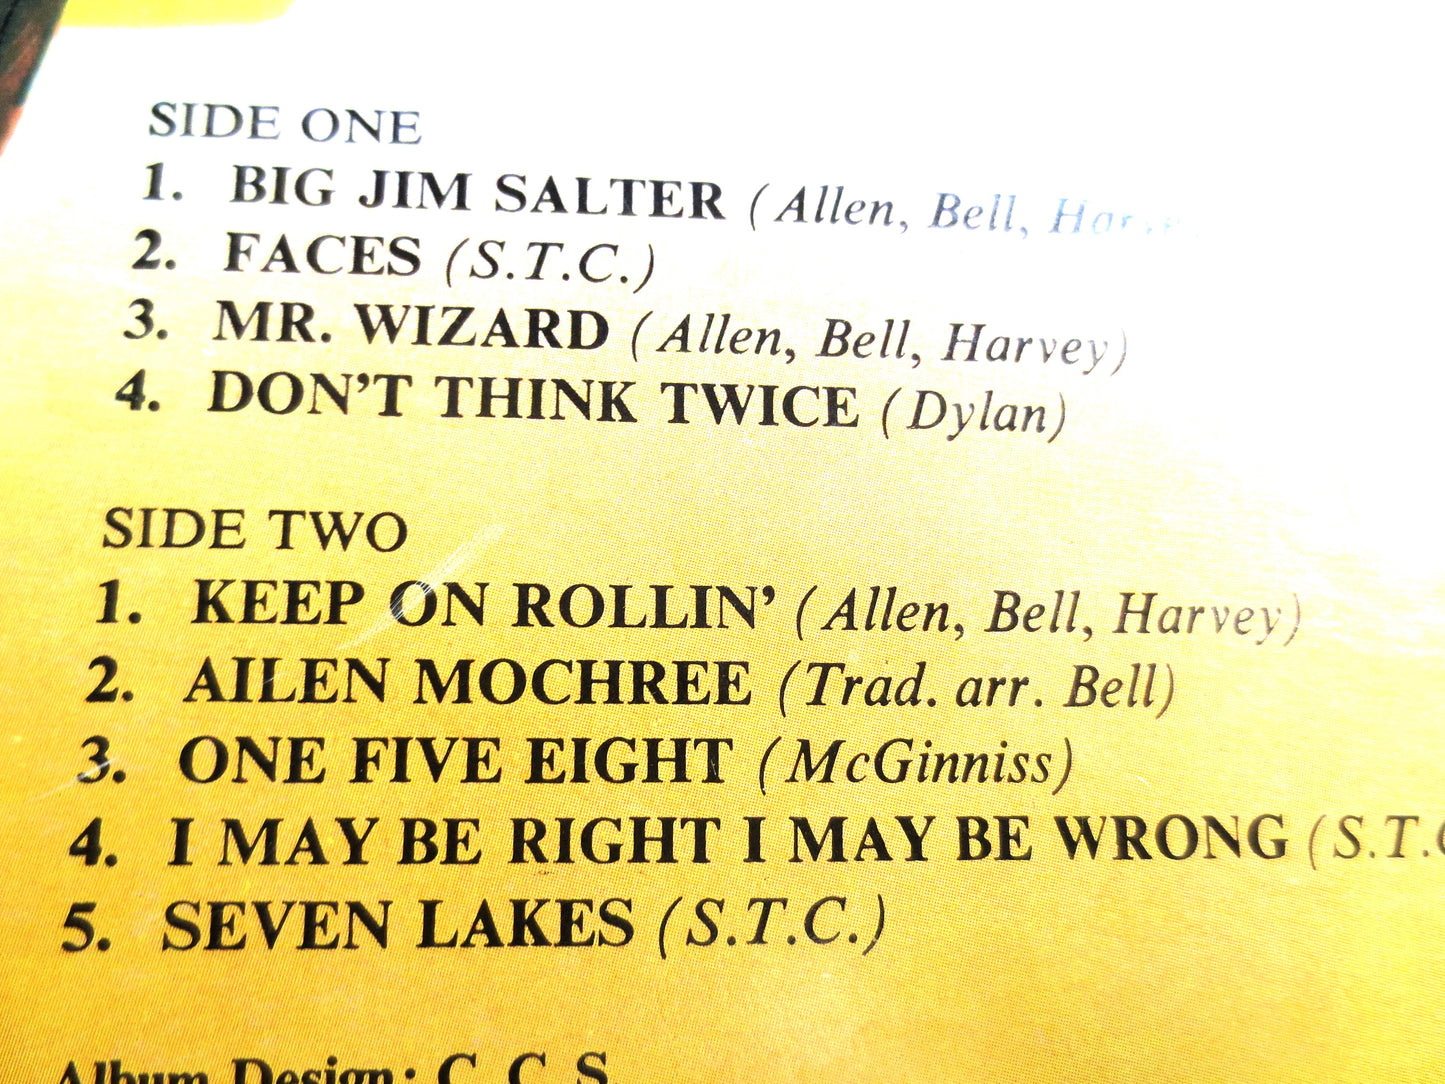 SIDE ONE
1. BIG JIM SALTER (Allen, Bell,
2. FACES (S.T.C.)
3. MR. WIZARD (Allen, Bell, Harvey)
4. DON'T THINK TWICE (Dylan)
SIDE TWO
1. KEEP ON ROLLIN' (Allen, Bell, Harvey)
2. AILEN MOCHREE (Trad. arr. Bell)
3. ONE FIVE EIGHT (McGinniss)
4. I MAY BE RIGHT I MAY BE WRONG (S.T.
5. SEVEN LAKES (S.T.C.)
Album Design: C. C. S.